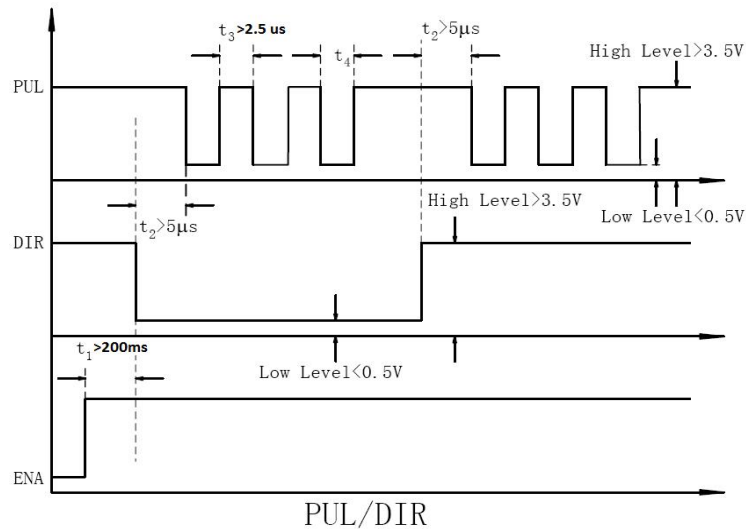 t3>2.5 us
t2>5μs
t4
High Level>3.5V
PUL
Low Level<0.5V
t2>5μs
High Level>3.5V
DIR
t1>200ms
Low Level<0.5V
ENA
PUL/DIR